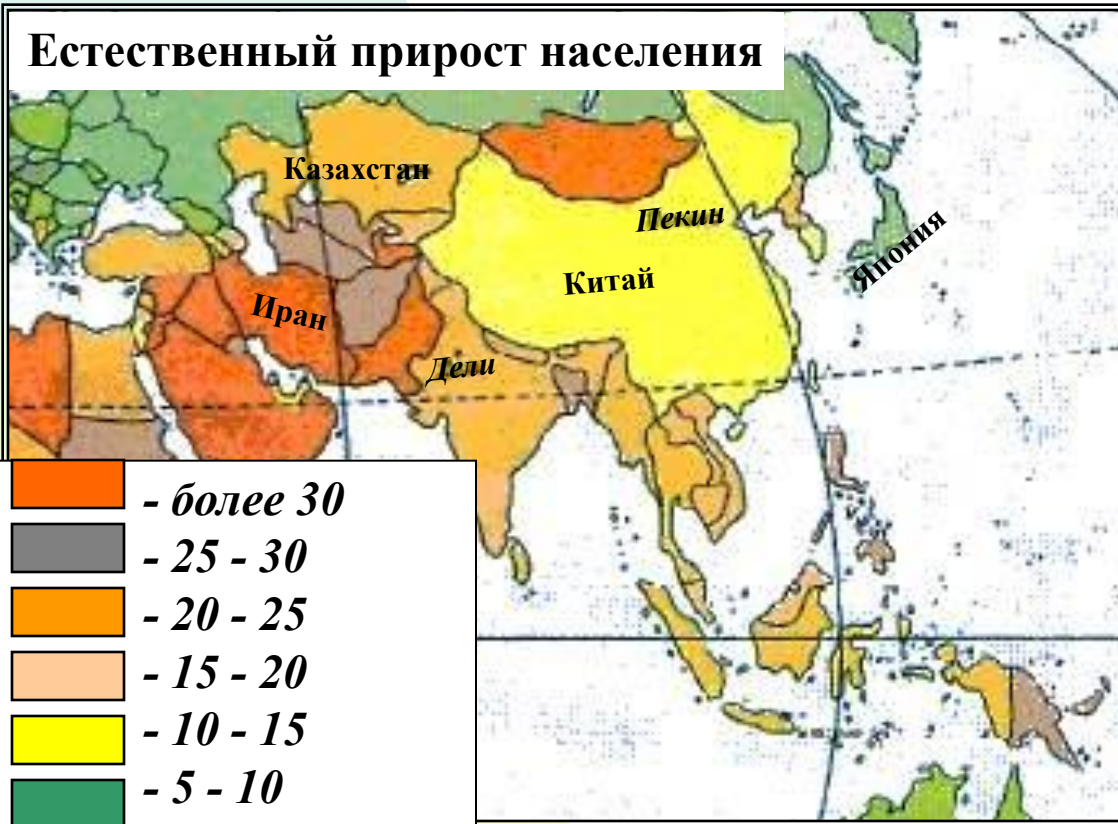 Естественный прирост населения
Казахстан
Пекин
Китай
Япония
Иран
Дели
- более 30
- 25 - 30
- 20 - 25
- 15 - 20
- 10 - 15
- 5 - 10